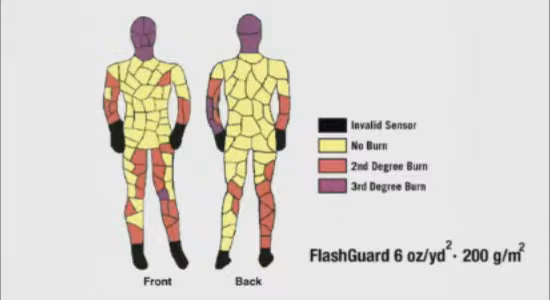 Invalid Sensor
No Burn
2nd Degree Burn
3rd Degree Burn
FlashGuard 6 oz/yd²· 200 g/m²
Front
Back